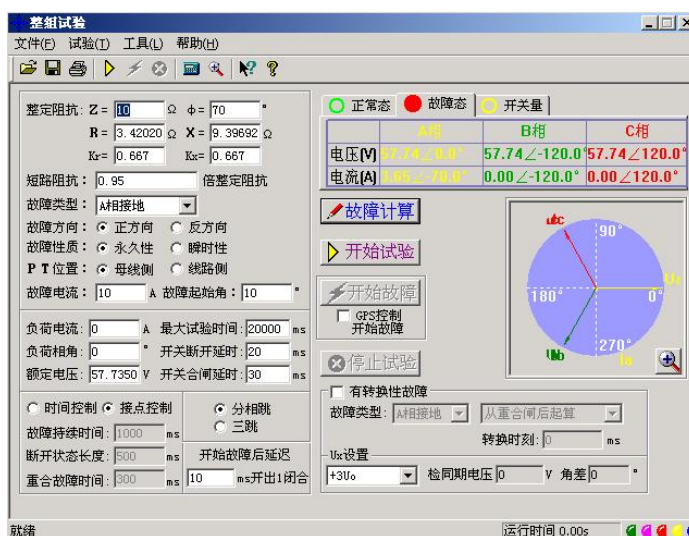 整组试验
文件(F) 试验(T) 工具(L) 帮助(H)
整定阻抗: Z = 10 Ω φ= 70 °
R = 3.42020 Ω X = 9.39692 Ω
Kr= 0.667 Kx= 0.667
短路阻抗: 0.95 倍整定阻抗
故障类型: A相接地
故障方向: 正方向 反方向
故障性质: 永久性 瞬时性
PT位置: 母线侧 线路侧
故障电流: 10 A 故障起始角: 10 °
负荷电流: 0 A 最大试验时间: 20000 ms
负荷相角: 0 ° 开关断开延时: 20 ms
额定电压: 57.7350 V 开关合闸延时: 30 ms
时间控制 接点控制
分相跳
三跳
故障持续时间: 1000 ms
断开状态长度: 500 ms
重合故障时间: 300 ms
开始故障后延迟
10 ms开出1闭合
正常态 故障态 开关量
A相 B相 C相
电压(V) 57.74∠0.0° 57.74∠-120.0° 57.74∠120.0°
电流(A) 3.65∠-70.0° 0.00∠-120.0° 0.00∠120.0°
故障计算
开始试验
开始故障
GPS控制
开始故障
停止试验
90°
180° 0°
270°
有转换性故障
故障类型: A相接地 从重合闸后起算
转换时刻: 0 ms
Ux设置
+3Uo 检同期电压 0 V 角差 0 °
就绪 运行时间 0.00s